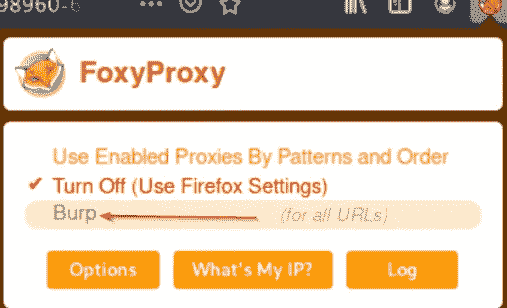 98960-6
FoxyProxy
Use Enabled Proxies By Patterns and Order
✔ Turn Off (Use Firefox Settings)
Burp (for all URLs)
Options What's My IP? Log